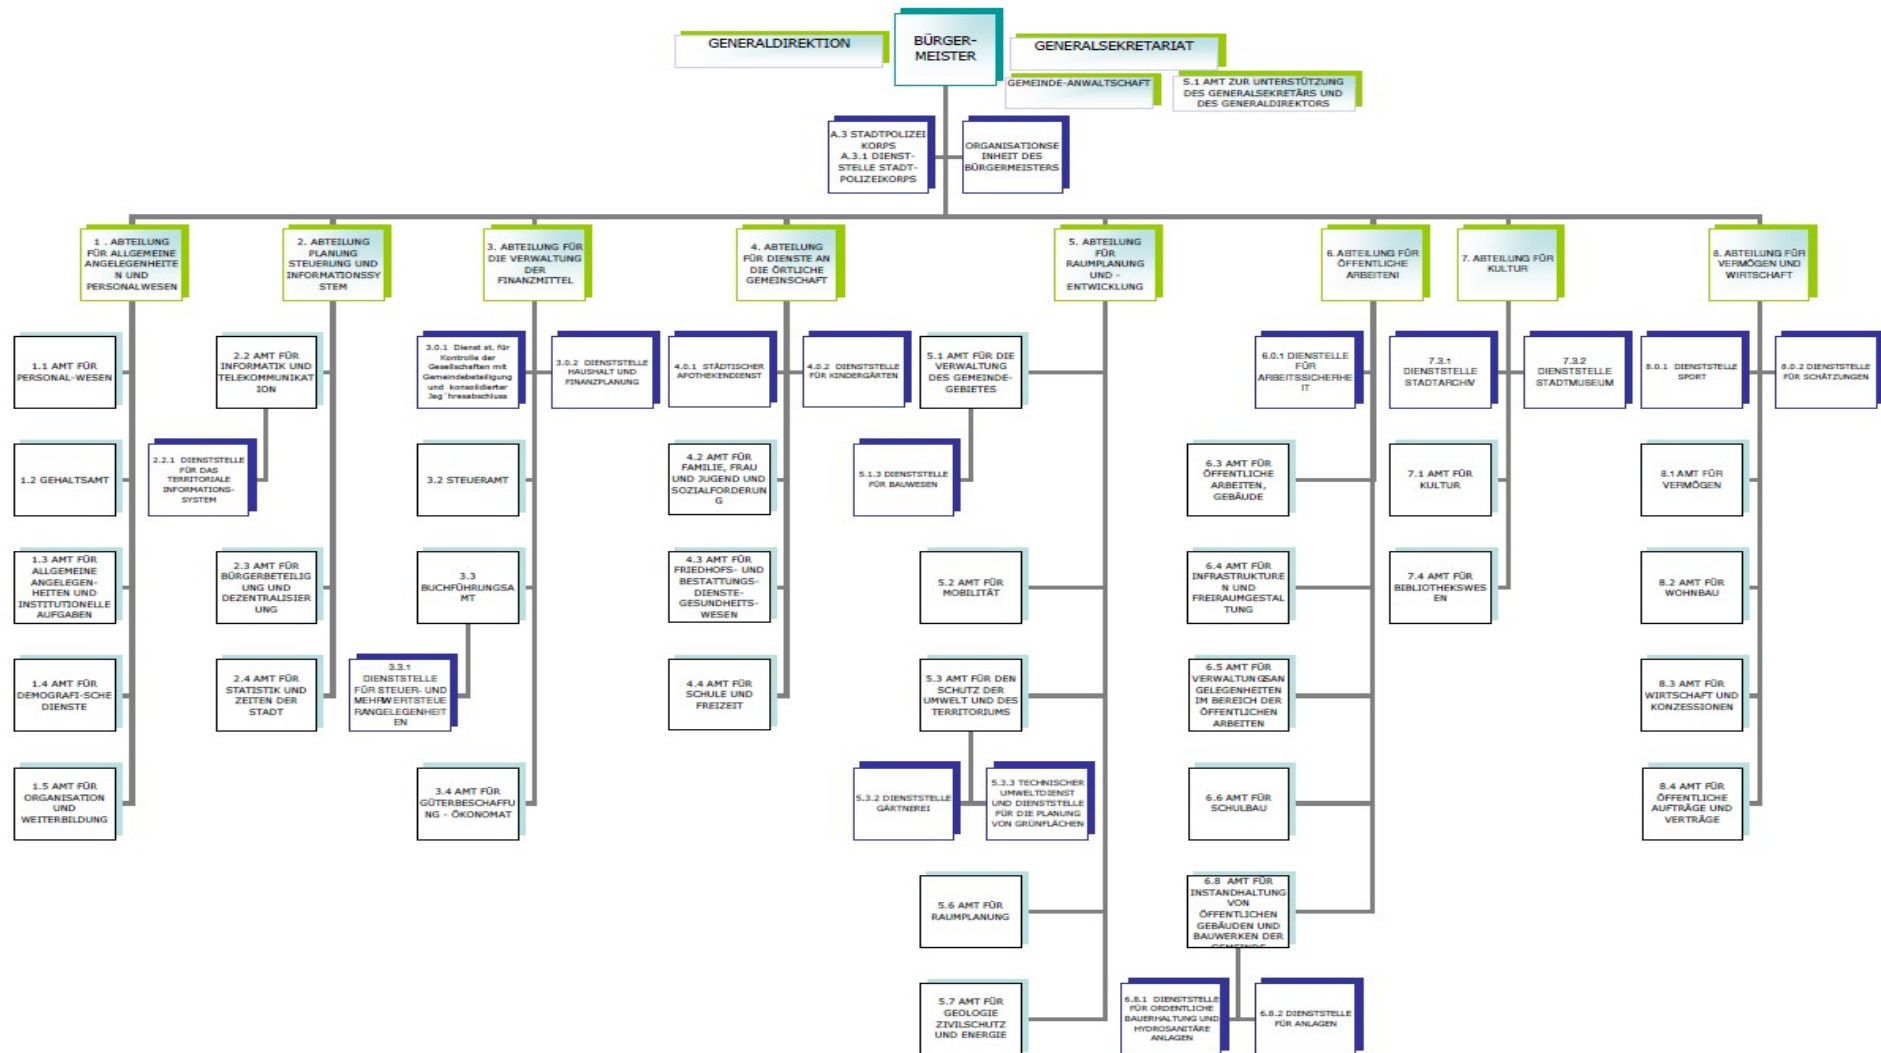 GENERALDIREKTION
BÜRGER-
MEISTER
GENERALSEKRETARIAT
GEMEINDE-ANWALTSCHAFT
S.1 AMT ZUR UNTERSTÜTZUNG
DES GENERALSEKRETÄRS UND
DES GENERALDIREKTORS
A.3 STADTPOLIZEI
KORPS
A.3.1 DIENST-
STELLE STADT-
POLIZEIKORPS
ORGANISATIONSE
INHEIT DES
BÜRGERMEISTERS
1 . ABTEILUNG
FÜR ALLGEMEINE
ANGELEGENHEITE
N UND
PERSONALWESEN
2. ABTEILUNG
PLANUNG
STEUERUNG UND
INFORMATIONSSY
STEM
3. ABTEILUNG FÜR
DIE VERWALTUNG
DER
FINANZMITTEL
4. ABTEILUNG
FÜR DIENSTE AN
DIE ÖRTLICHE
GEMEINSCHAFT
5. ABTEILUNG
FÜR
RAUMPLANUNG
UND -
ENTWICKLUNG
6. ABTEILUNG FÜR
ÖFFENTLICHE
ARBEITENI
7. ABTEILUNG FÜR
KULTUR
8. ABTEILUNG FÜR
VERMÖGEN UND
WIRTSCHAFT
1.1 AMT FÜR
PERSONAL-WESEN
2.2 AMT FÜR
INFORMATIK UND
TELEKOMMUNIKAT
ION
3.0.1 Dienst st. für
Kontrolle der
Gesellschaften mit
Gemeindebeteiligung
und konsolidierter
Jag´hresabschluss
3.0.2 DIENSTSTELLE
HAUSHALT UND
FINANZPLANUNG
4.0.1 STÄDTISCHER
APOTHEKENDIENST
4.0.2 DIENSTSTELLE
FÜR KINDERGÄRTEN
5.1 AMT FÜR DIE
VERWALTUNG
DES GEMEINDE-
GEBIETES
6.0.1 DIENSTELLE
FÜR
ARBEITSSICHERHE
IT
7.3.1
DIENSTSTELLE
STADTARCHIV
7.3.2
DIENSTSTELLE
STADTMUSEUM
8.0.1 DIENSTSTELLE
SPORT
8.0.2 DIENSTSTELLE
FÜR SCHÄTZUNGEN
1.2 GEHALTSAMT
2.2.1 DIENSTSTELLE
FÜR DAS
TERRITORIALE
INFORMATIONS-
SYSTEM
3.2 STEUERAMT
4.2 AMT FÜR
FAMILIE, FRAU
UND JUGEND UND
SOZIALFORDERUN
G
5.1.3 DIENSTSTELLE
FÜR BAUWESEN
6.3 AMT FÜR
ÖFFENTLICHE
ARBEITEN,
GEBÄUDE
7.1 AMT FÜR
KULTUR
8.1 AMT FÜR
VERMÖGEN
1.3 AMT FÜR
ALLGEMEINE
ANGELEGEN-
HEITEN UND
INSTITUTIONELLE
AUFGABEN
2.3 AMT FÜR
BÜRGERBETEILIG
UNG UND
DEZENTRALISIER
UNG
3.3
BUCHFÜHRUNGSA
MT
4.3 AMT FÜR
FRIEDHOFS- UND
BESTATTUNGS-
DIENSTE-
GESUNDHEITS-
WESEN
5.2 AMT FÜR
MOBILITÄT
6.4 AMT FÜR
INFRASTRUKTURE
N UND
FREIRAUMGESTAL
TUNG
7.4 AMT FÜR
BIBLIOTHEKSWES
EN
8.2 AMT FÜR
WOHNBAU
1.4 AMT FÜR
DEMOGRAFI-SCHE
DIENSTE
2.4 AMT FÜR
STATISTIK UND
ZEITEN DER
STADT
3.3.1
DIENSTSTELLE
FÜR STEUER- UND
MEHRWERTSTEUE
RANGELEGENHEIT
EN
4.4 AMT FÜR
SCHULE UND
FREIZEIT
5.3 AMT FÜR DEN
SCHUTZ DER
UMWELT UND DES
TERRITORIUMS
6.5 AMT FÜR
VERWALTUNGSAN
GELEGENHEITEN
IM BEREICH DER
ÖFFENTLICHEN
ARBEITEN
8.3 AMT FÜR
WIRTSCHAFT UND
KONZESSIONEN
1.5 AMT FÜR
ORGANISATION
UND
WEITERBILDUNG
3.4 AMT FÜR
GÜTERBESCHAFFU
NG - ÖKONOMAT
5.3.2 DIENSTSTELLE
GÄRTNEREI
5.3.3 TECHNISCHER
UMWELTDIENST
UND DIENSTSTELLE
FÜR DIE PLANUNG
VON GRÜNFLÄCHEN
6.6 AMT FÜR
SCHULBAU
8.4 AMT FÜR
ÖFFENTLICHE
AUFTRÄGE UND
VERTRÄGE
5.6 AMT FÜR
RAUMPLANUNG
6.8 AMT FÜR
INSTANDHALTUNG
VON
ÖFFENTLICHEN
GEBÄUDEN UND
BAUWERKEN DER
GEMEINDE
5.7 AMT FÜR
GEOLOGIE
ZIVILSCHUTZ
UND ENERGIE
6.8.1 DIENSTSTELLE
FÜR ORDENTLICHE
BAUERHALTUNG UND
HYDROSANITÄRE
ANLAGEN
6.8.2 DIENSTSTELLE
FÜR ANLAGEN